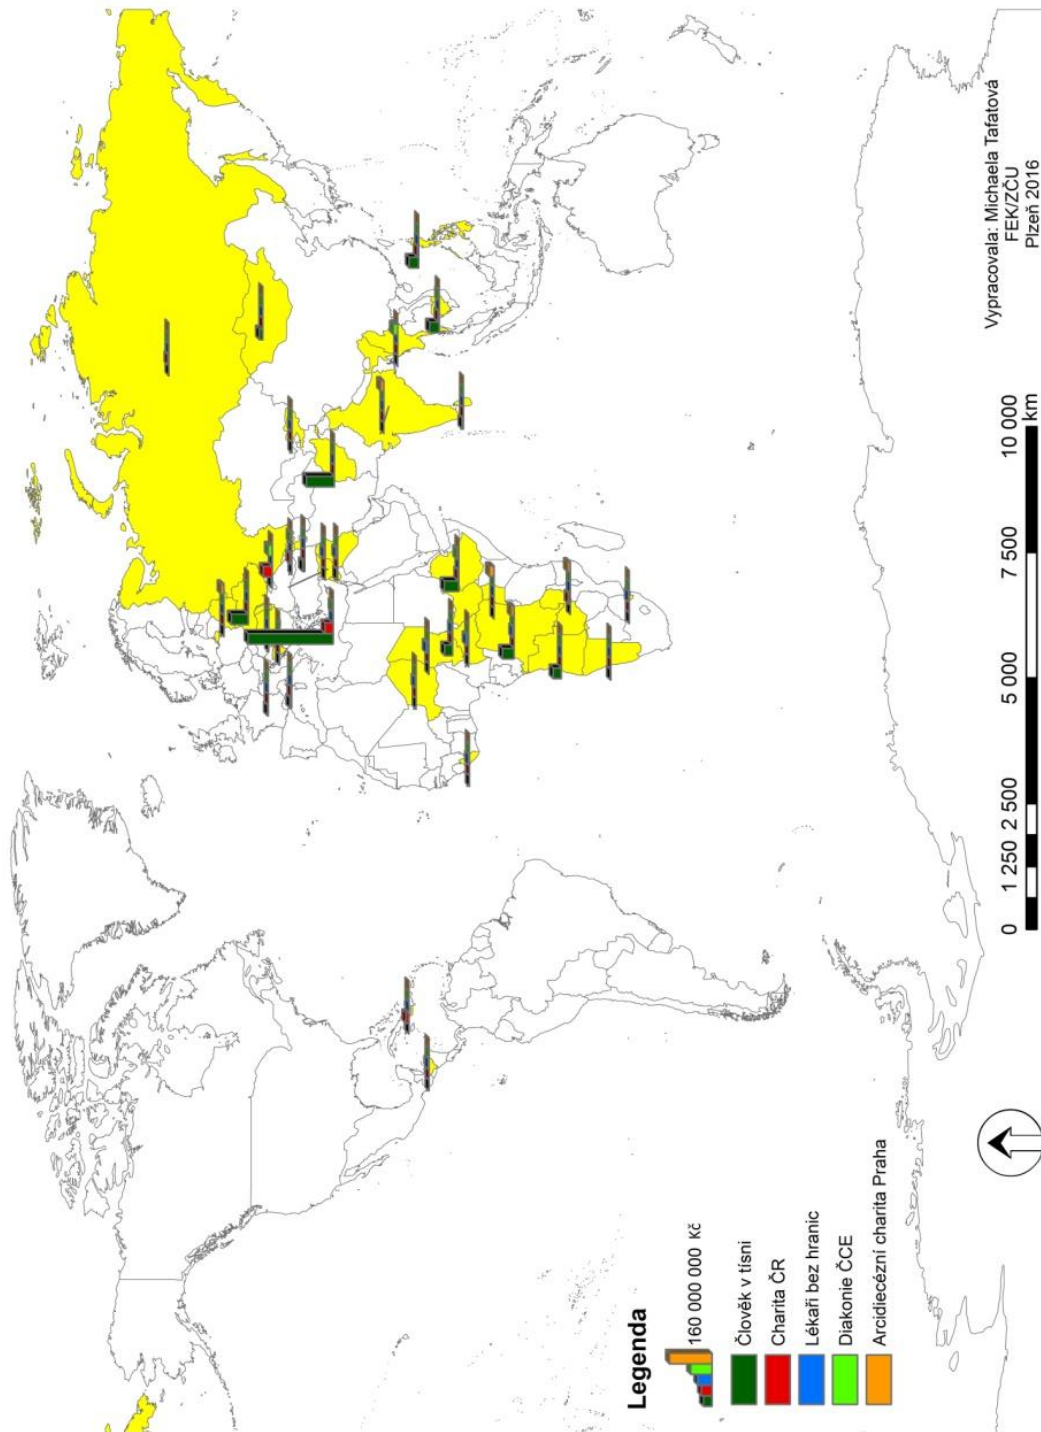 Legenda
160 000 000 Kč
Člověk v tísni
Charita ČR
Lékaři bez hranic
Diakonie ČCE
Arcidiecézní charita Praha
0 1 250 2 500 5 000 7 500 10 000
km
Vypracovala: Michaela Tafatová
FEK/ZČU
Plzeň 2016